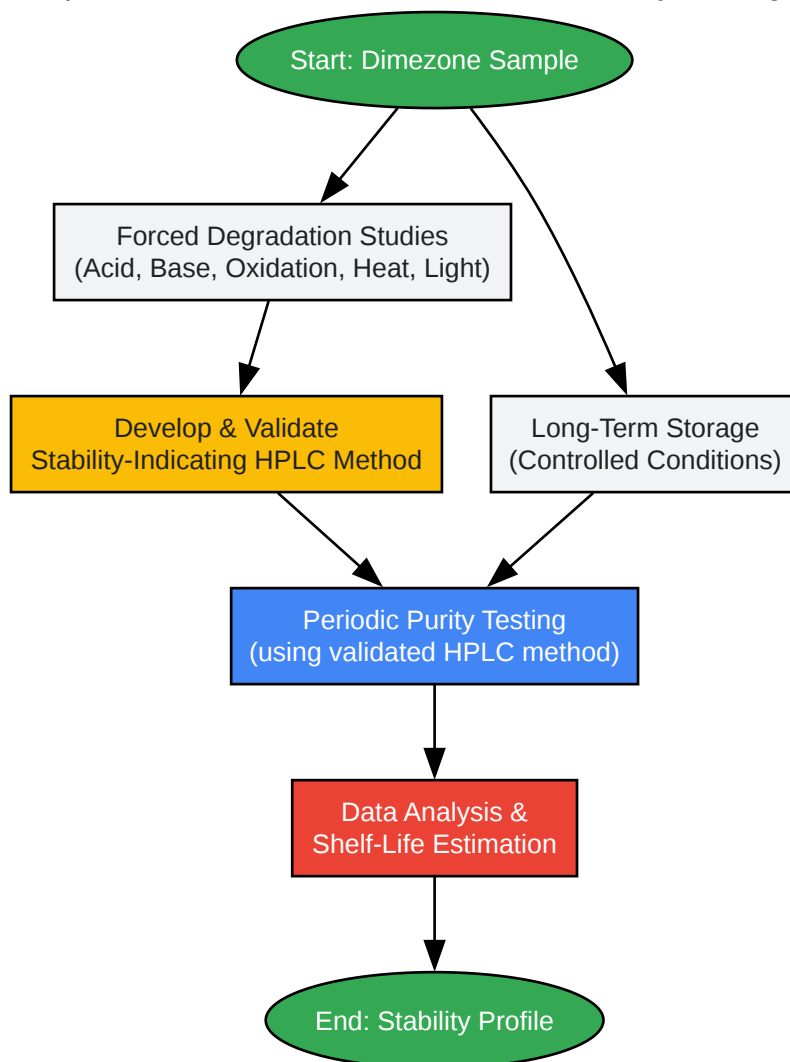 Start: Dimezone Sample
Forced Degradation Studies
(Acid, Base, Oxidation, Heat, Light)
Develop & Validate
Stability-Indicating HPLC Method
Long-Term Storage
(Controlled Conditions)
Periodic Purity Testing
(using validated HPLC method)
Data Analysis &
Shelf-Life Estimation
End: Stability Profile